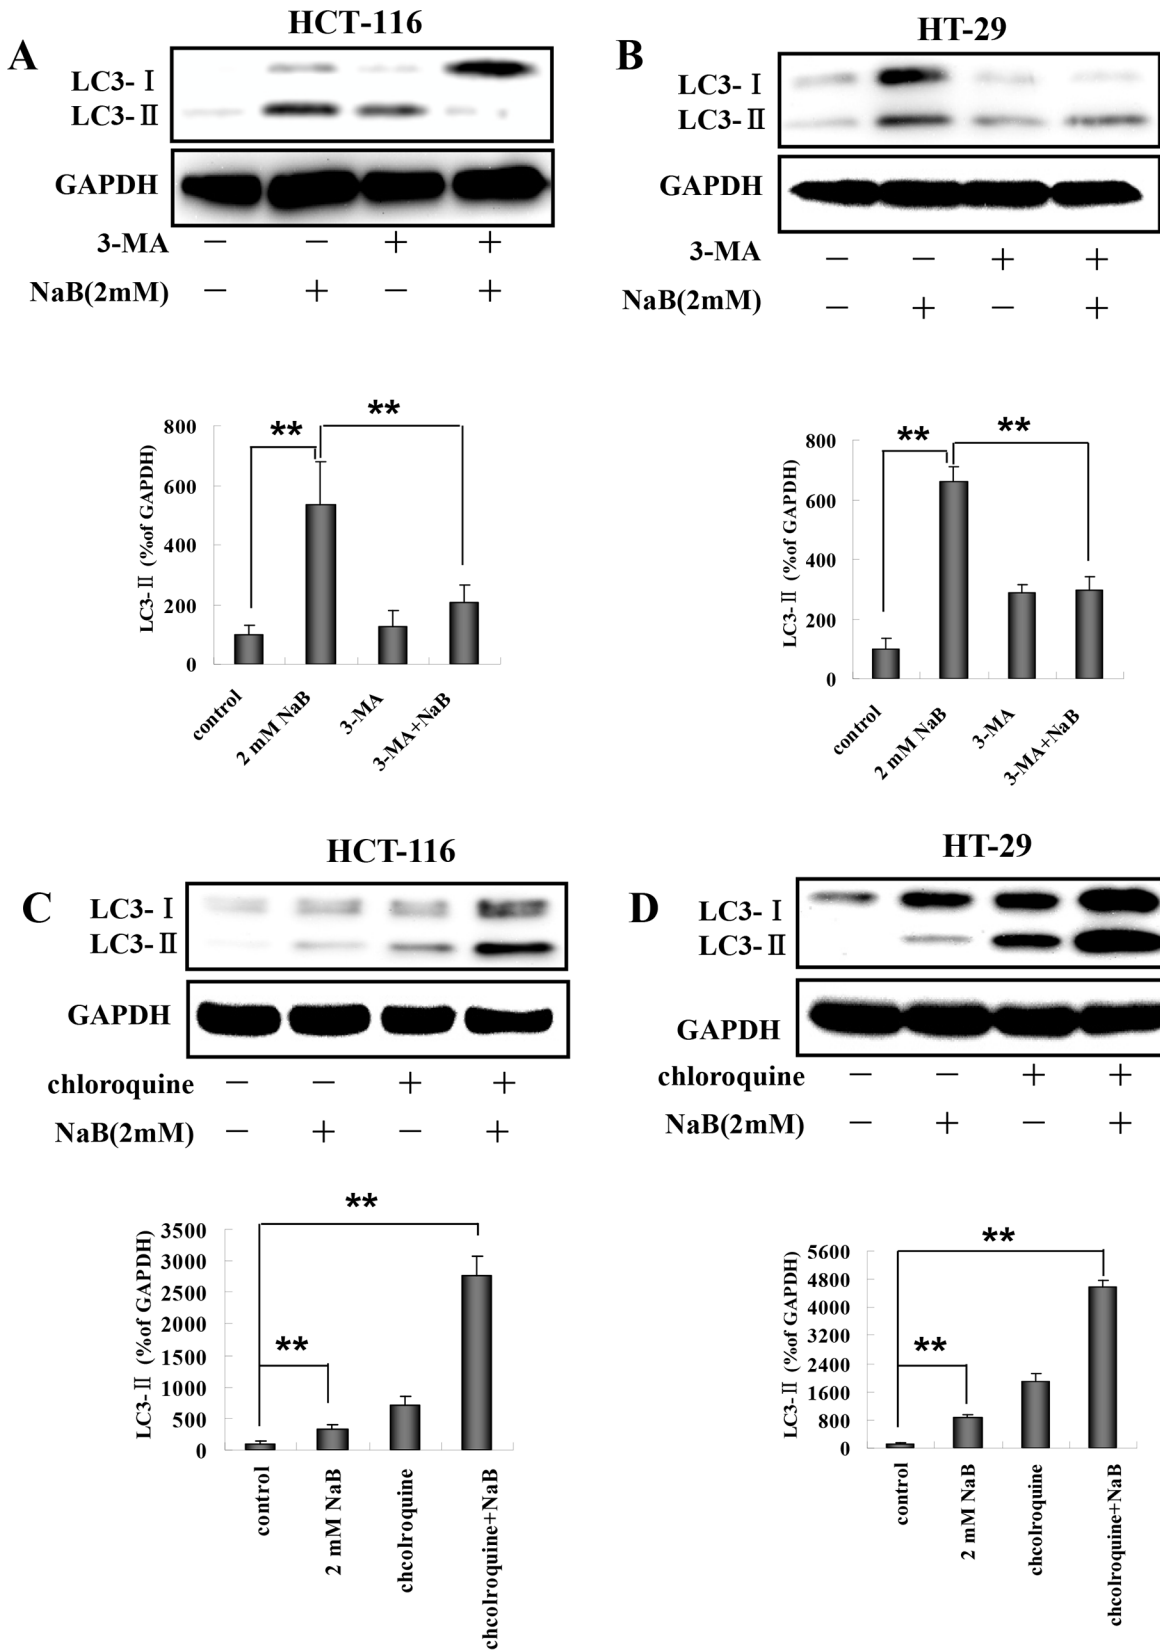 A
HCT-116
LC3-Ⅰ
LC3-Ⅱ
GAPDH
3-MA － － ＋ ＋
NaB(2mM) － ＋ － ＋
B
HT-29
LC3-Ⅰ
LC3-Ⅱ
GAPDH
3-MA － － ＋ ＋
NaB(2mM) － ＋ － ＋
LC3-Ⅱ (%of GAPDH)
800
600
400
200
0
** **
control
2 mM NaB
3-MA
3-MA+NaB
LC3-Ⅱ (%of GAPDH)
800
600
400
200
0
** **
control
2 mM NaB
3-MA
3-MA+NaB
C
HCT-116
LC3-Ⅰ
LC3-Ⅱ
GAPDH
chloroquine － － ＋ ＋
NaB(2mM) － ＋ － ＋
D
HT-29
LC3-Ⅰ
LC3-Ⅱ
GAPDH
chloroquine － － ＋ ＋
NaB(2mM) － ＋ － ＋
LC3-Ⅱ (%of GAPDH)
3500
3000
2500
2000
1500
1000
500
0
**
**
control
2 mM NaB
chcolroquine
chcolroquine+NaB
LC3-Ⅱ (%of GAPDH)
5600
4800
4000
3200
2400
1600
800
0
**
**
control
2 mM NaB
chcolroquine
chcolroquine+NaB